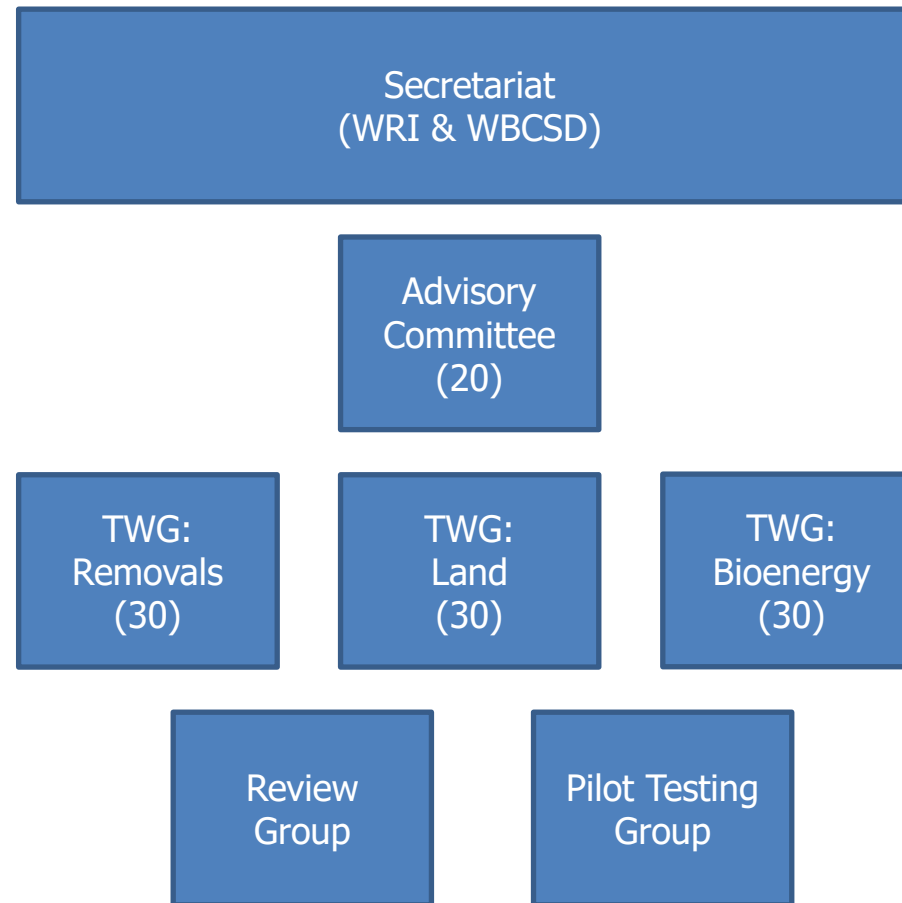 Secretariat
(WRI & WBCSD)
Advisory
Committee
(20)
TWG:
Removals
(30)
TWG:
Land
(30)
TWG:
Bioenergy
(30)
Review
Group
Pilot Testing
Group